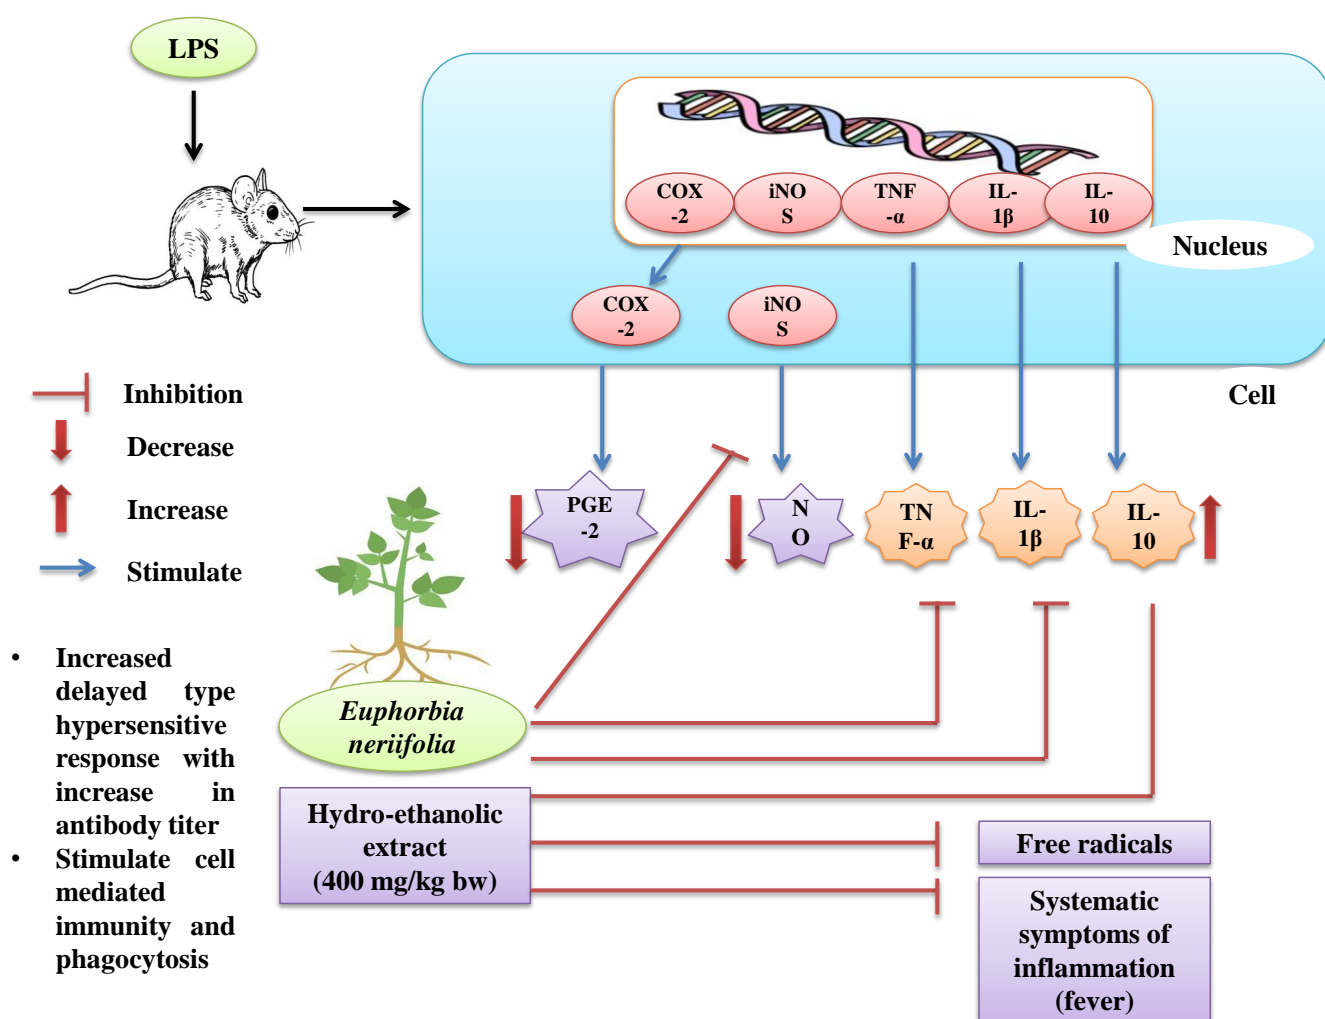 LPS
COX
-2
iNO
S
TNF
-α
IL-
1β
IL-
10
Nucleus
COX
-2
iNO
S
Cell
Inhibition
Decrease
Increase
Stimulate
PGE
-2
N
O
TN
F-α
IL-
1β
IL-
10
• Increased
delayed type
hypersensitive
response with
increase in
antibody titer
• Stimulate cell
mediated
immunity and
phagocytosis
Euphorbia
neriifolia
Hydro-ethanolic
extract
(400 mg/kg bw)
Free radicals
Systematic
symptoms of
inflammation
(fever)